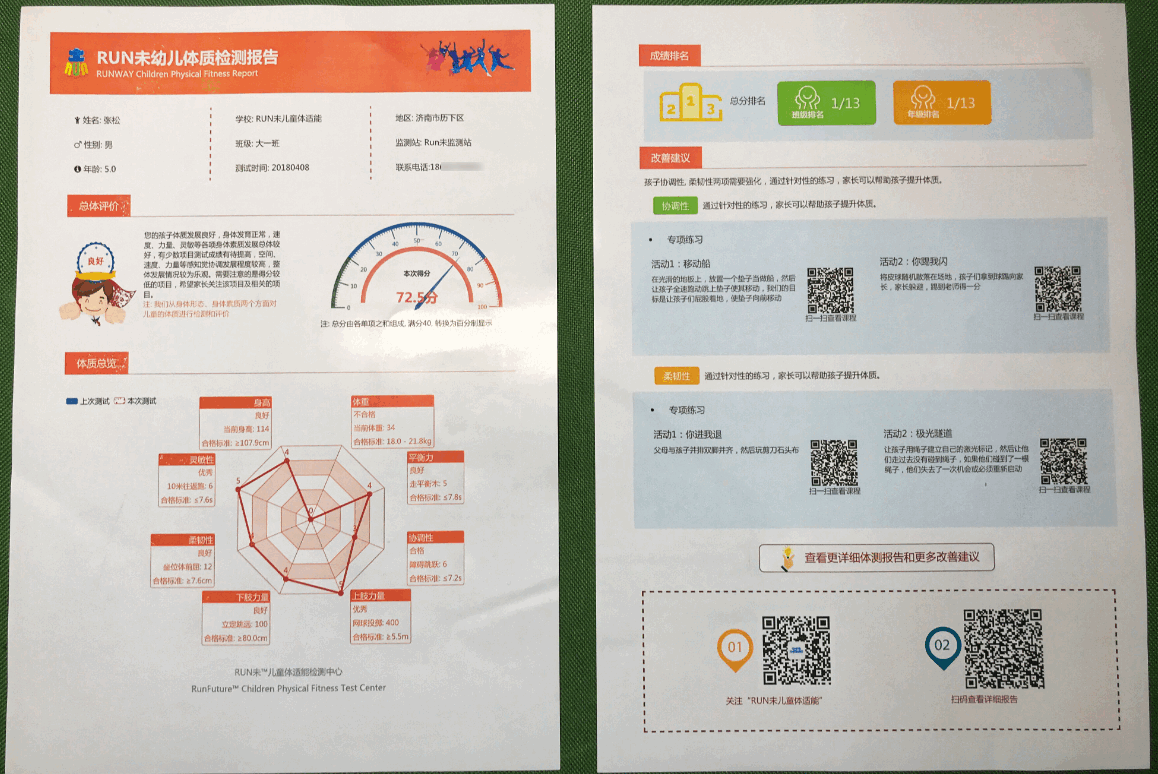 RUN未幼儿体质检测报告
RUNWAY Children Physical Fitness Report
姓名: 张松
学校: RUN未儿童体适能
地区: 济南市历下区
性别: 男
班级: 大一班
监测站: Run未监测站
年龄: 5.0
测试时间: 20180408
联系电话:18
总体评价
良好
您的孩子体质发展良好，身体发育正常，速
度、力量、灵敏等各项身体素质发展总体较
好，有少数项目测试成绩有待提高，空间、
速度、力量等感知觉协调发展程度较高，整
体发展情况较为乐观。需要注意的是得分较
低的项目，希望家长关注该项目及相关的项
目。
注: 我们从身体形态、身体素质两个方面对
儿童的体质进行检测和评价
0
10
20
30
40
50
60
70
80
90
100
本次得分
72.5分
注: 总分由各单项之和组成, 满分40, 转换为百分制显示
体质总览
上次测试 本次测试
身高
良好
当前身高: 114
合格标准: ≥107.9cm
体重
不合格
当前体重: 34
合格标准: 18.0 - 21.8kg
灵敏性
优秀
10米往返跑: 6
合格标准: ≤7.6s
平衡力
良好
走平衡木: 5
合格标准: ≤7.8s
柔韧性
良好
坐位体前屈: 12
合格标准: ≥7.6cm
协调性
合格
障碍跳跃: 6
合格标准: ≤7.2s
下肢力量
良好
立定跳远: 100
合格标准: ≥80.0cm
上肢力量
优秀
网球投掷: 400
合格标准: ≥5.5m
4
5
4
0
4
5
RUN未™儿童体适能检测中心
RunFuture™ Children Physical Fitness Test Center
成绩排名
2 1 3
总分排名
1/13
班级排名
1/13
年级排名
改善建议
孩子协调性, 柔韧性两项需要强化，通过针对性的练习，家长可以帮助孩子提升体质。
协调性 通过针对性的练习，家长可以帮助孩子提升体质。
• 专项练习
活动1：移动船
在光滑的地板上，放置一个垫子当做船，然后
让孩子全速跑动跳上垫子使其移动，我们的目
标是让孩子们屈膝着地，使垫子向前移动
扫一扫查看课程
活动2：你踢我闪
将皮球随机散落在场地，孩子们拿到球踢向家
长，家长躲避，踢到老师得一分
扫一扫查看课程
柔韧性 通过针对性的练习，家长可以帮助孩子提升体质。
• 专项练习
活动1：你进我退
父母与孩子并排双脚并齐，然后玩剪刀石头布
扫一扫查看课程
活动2：极光隧道
让孩子用绳子建立自己的激光标记，然后让他
们走过去没有碰到绳子，如果他们碰到了一根
绳子，他们失去了一次机会或必须重新启动
扫一扫查看课程
查看更详细体测报告和更多改善建议
01
关注“RUN未儿童体适能”
02
扫码查看详细报告